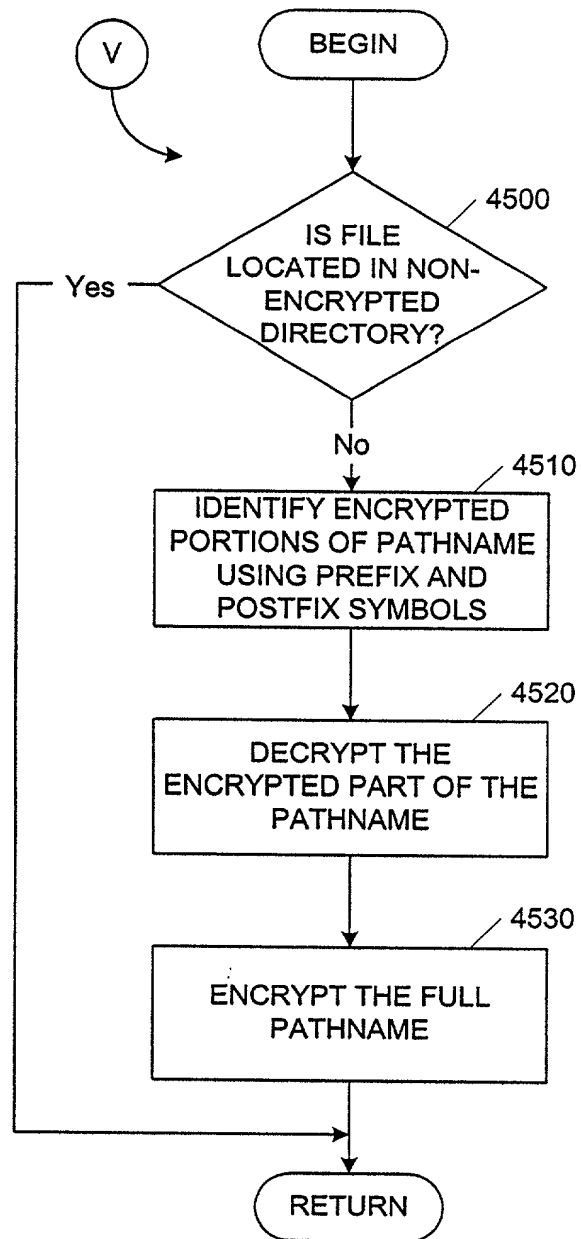 V
BEGIN
4500
IS FILE
LOCATED IN NON-
ENCRYPTED
DIRECTORY?
Yes
No
4510
IDENTIFY ENCRYPTED
PORTIONS OF PATHNAME
USING PREFIX AND
POSTFIX SYMBOLS
4520
DECRYPT THE
ENCRYPTED PART OF THE
PATHNAME
4530
ENCRYPT THE FULL
PATHNAME
RETURN